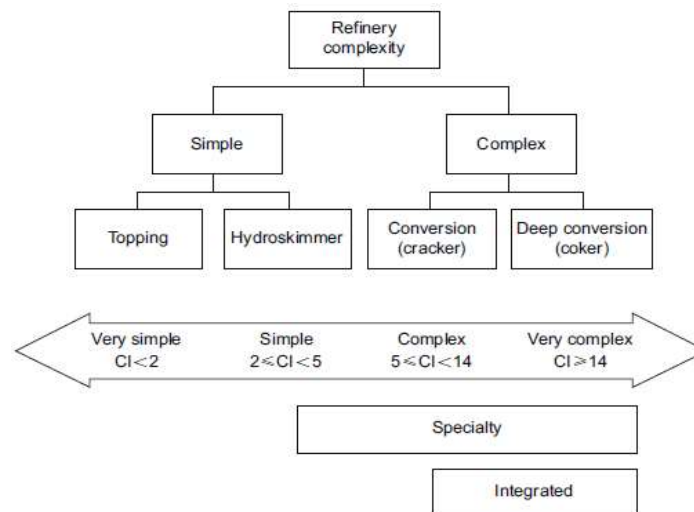 Refinery
complexity
Simple
Complex
Topping
Hydroskimmer
Conversion
(cracker)
Deep conversion
(coker)
Very simple
CI<2
Simple
2⩽CI<5
Complex
5⩽CI<14
Very complex
CI⩾14
Specialty
Integrated